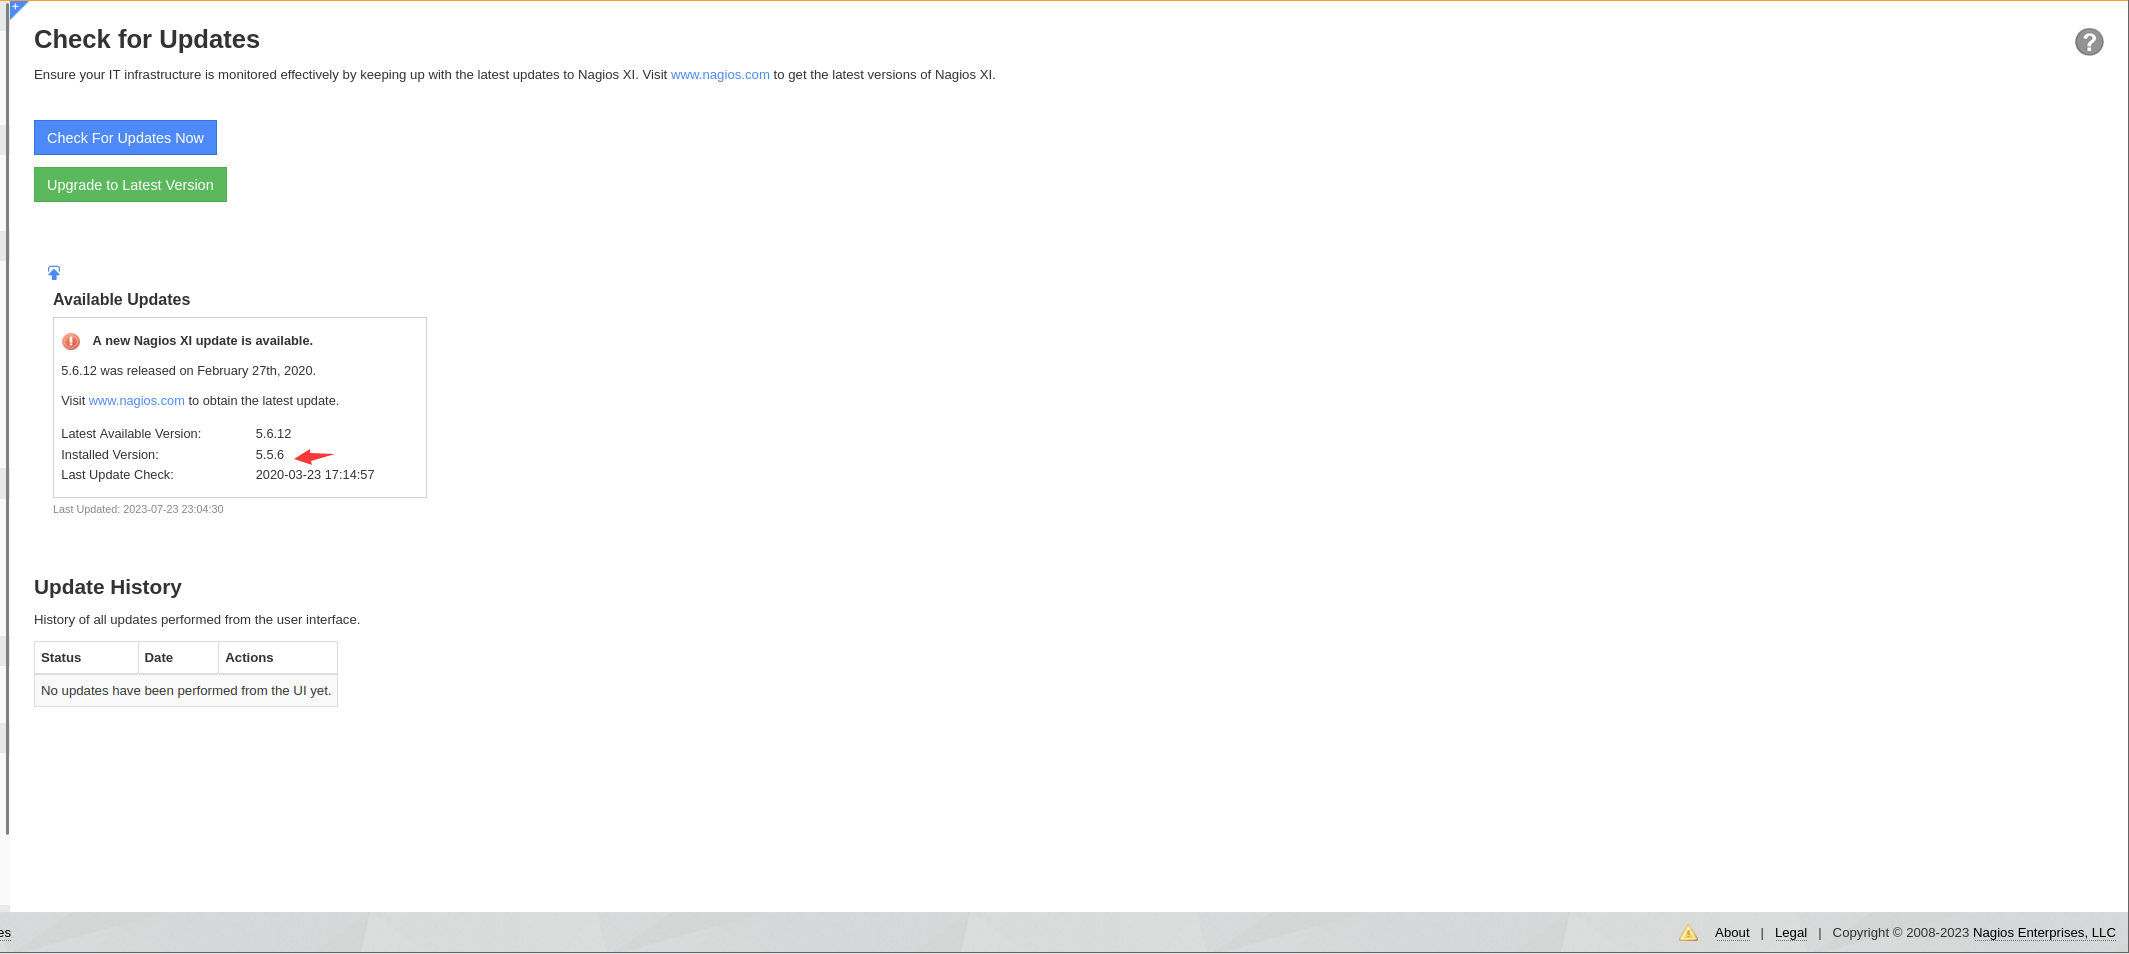 Check for Updates
Ensure your IT infrastructure is monitored effectively by keeping up with the latest updates to Nagios XI. Visit www.nagios.com to get the latest versions of Nagios XI.
Check For Updates Now
Upgrade to Latest Version
Available Updates
A new Nagios XI update is available.
5.6.12 was released on February 27th, 2020.
Visit www.nagios.com to obtain the latest update.
Latest Available Version: 5.6.12
Installed Version: 5.5.6
Last Update Check: 2020-03-23 17:14:57
Last Updated: 2023-07-23 23:04:30
Update History
History of all updates performed from the user interface.
Status Date Actions
No updates have been performed from the UI yet.
es About | Legal | Copyright © 2008-2023 Nagios Enterprises, LLC